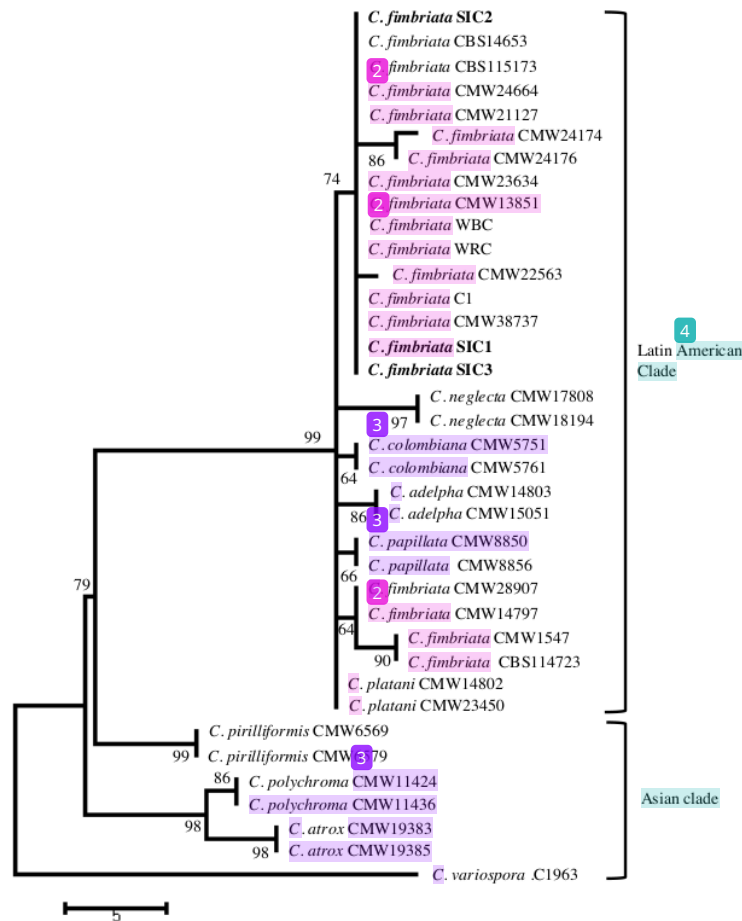 C. fimbriata SIC2
C. fimbriata CBS14653
C. fimbriata CBS115173
2
C. fimbriata CMW24664
C. fimbriata CMW21127
C. fimbriata CMW24174
86
C. fimbriata CMW24176
74
C. fimbriata CMW23634
2
C. fimbriata CMW13851
C. fimbriata WBC
C. fimbriata WRC
C. fimbriata CMW22563
C. fimbriata C1
C. fimbriata CMW38737
4
C. fimbriata SIC1
Latin American
Clade
C. fimbriata SIC3
C. neglecta CMW17808
97
C. neglecta CMW18194
3
99
C. colombiana CMW5751
C. colombiana CMW5761
64
C. adelpha CMW14803
86
C. adelpha CMW15051
3
C. papillata CMW8850
C. papillata CMW8856
66
79
C. fimbriata CMW28907
2
C. fimbriata CMW14797
64
C. fimbriata CMW1547
90
C. fimbriata CBS114723
C. platani CMW14802
C. platani CMW23450
C. pirilliformis CMW6569
99
C. pirilliformis
3
86
C. polychroma CMW11424
Asian clade
C. polychroma CMW11436
98
C. atrox CMW19383
98
C. atrox CMW19385
C. variospora .C1963
5